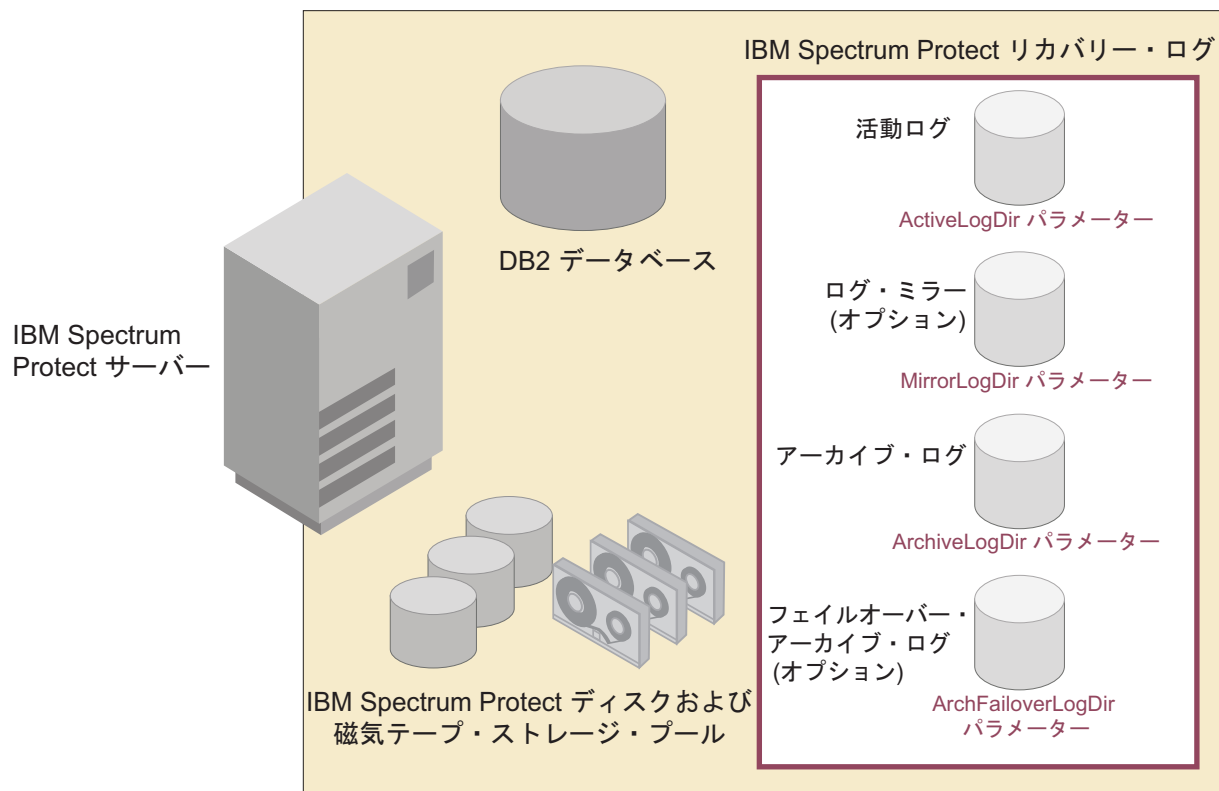 IBM Spectrum Protect リカバリー・ログ
活動ログ
ActiveLogDir パラメーター
DB2 データベース
ログ・ミラー
(オプション)
MirrorLogDir パラメーター
IBM Spectrum
Protect サーバー
アーカイブ・ログ
ArchiveLogDir パラメーター
フェイルオーバー・
アーカイブ・ログ
(オプション)
ArchFailoverLogDir
パラメーター
IBM Spectrum Protect ディスクおよび
磁気テープ・ストレージ・プール